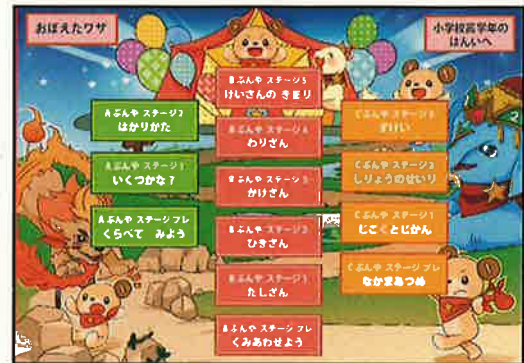 おぼえたワザ
小学校高学年の
はんいへ
Bぶんや ステージ5
けいさんの きまり
Aぶんや ステージ2
はかりかた
Bぶんや ステージ4
わりざん
Cぶんや ステージ3
ずけい
Aぶんや ステージ1
いくつかな?
Bぶんや ステージ3
かけざん
Cぶんや ステージ2
しりょうのせいり
Aぶんや ステージ プレ
くらべて みよう
Bぶんや ステージ2
ひきざん
Cぶんや ステージ1
じこくとじかん
Bぶんや ステージ1
たしざん
Cぶんや ステージ プレ
なかまあつめ
Bぶんや ステージ プレ
くみあわせよう